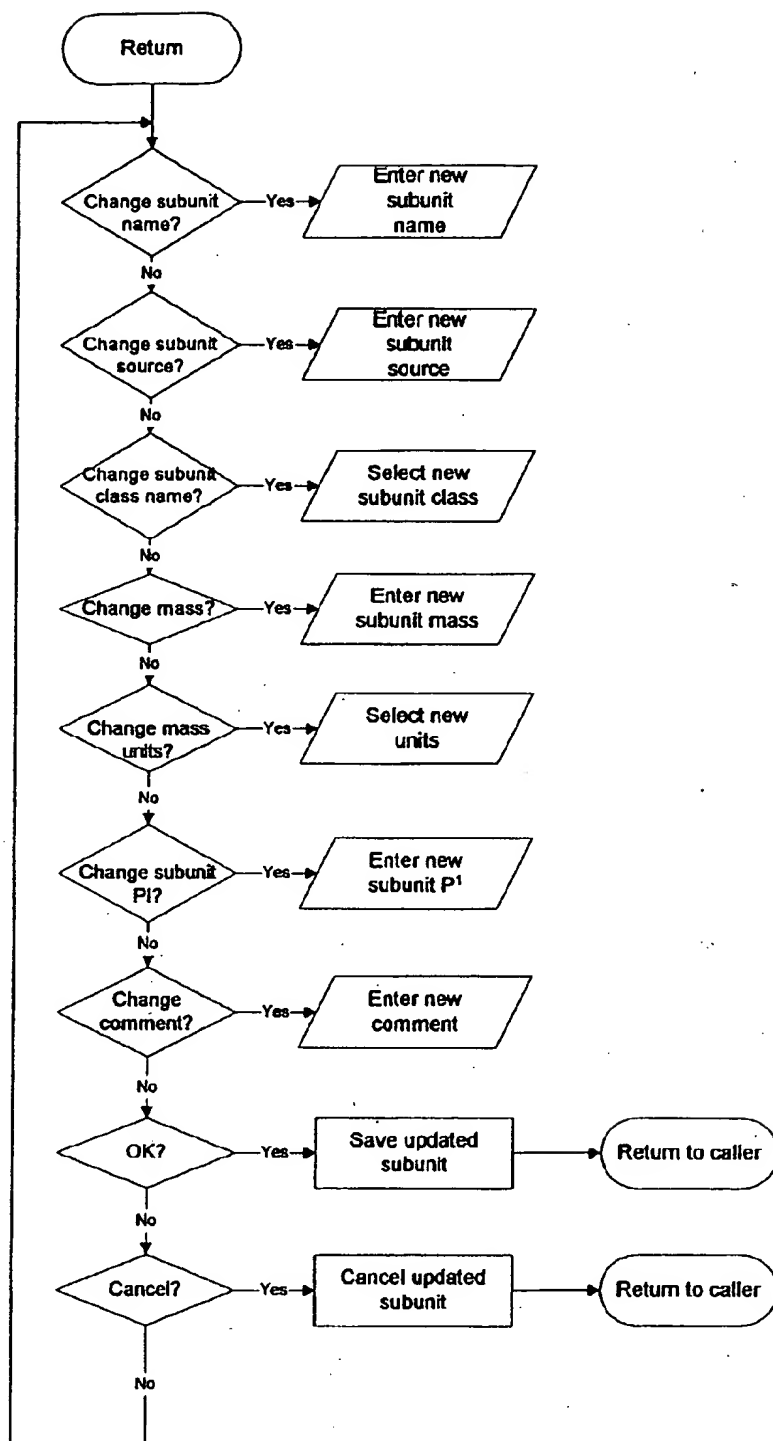 Return
Change subunit
name?
Yes
Enter new
subunit
name
No
Change subunit
source?
Yes
Enter new
subunit
source
No
Change subunit
class name?
Yes
Select new
subunit class
No
Change mass?
Yes
Enter new
subunit mass
No
Change mass
units?
Yes
Select new
units
No
Change subunit
PI?
Yes
Enter new
subunit P¹
No
Change
comment?
Yes
Enter new
comment
No
OK?
Yes
Save updated
subunit
Return to caller
No
Cancel?
Yes
Cancel updated
subunit
Return to caller
No